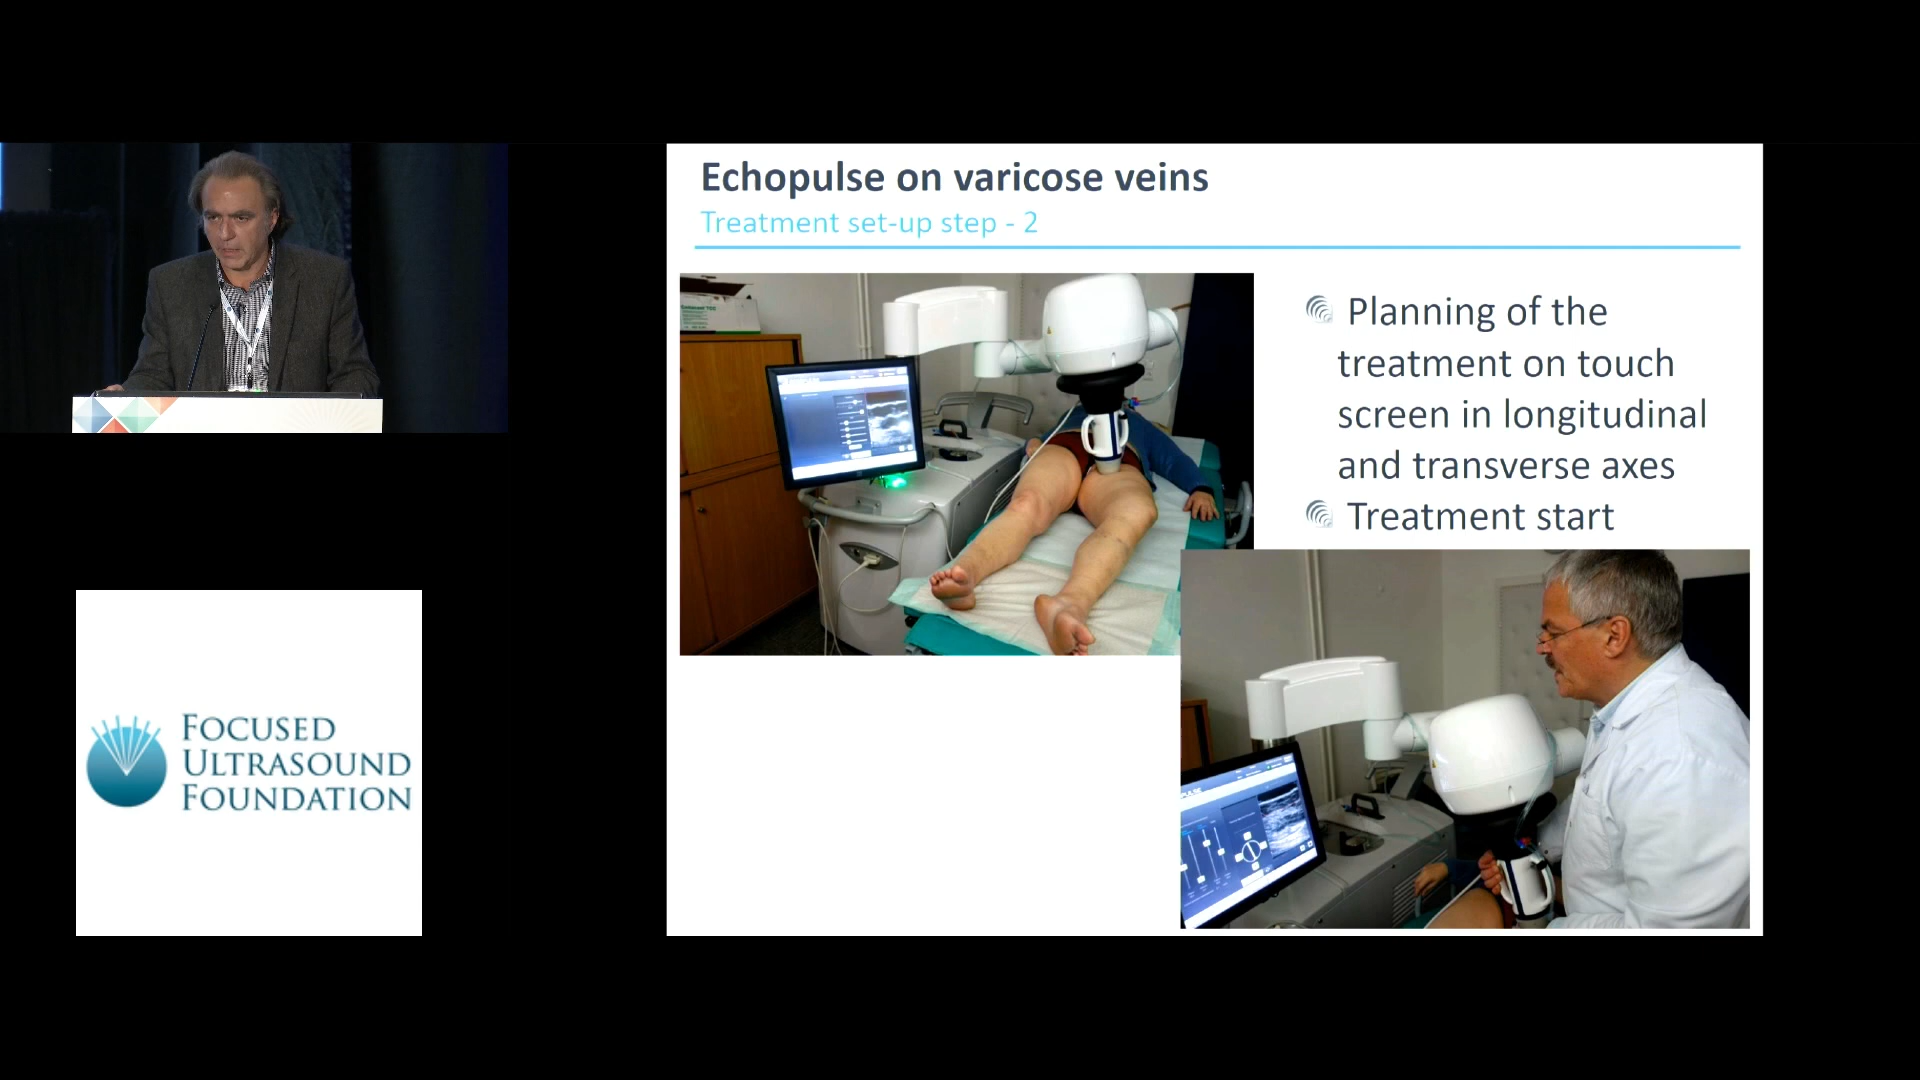 Echopulse on varicose veins
Treatment set-up step - 2
Planning of the
treatment on touch
screen in longitudinal
and transverse axes
Treatment start
FOCUSED
ULTRASOUND
FOUNDATION